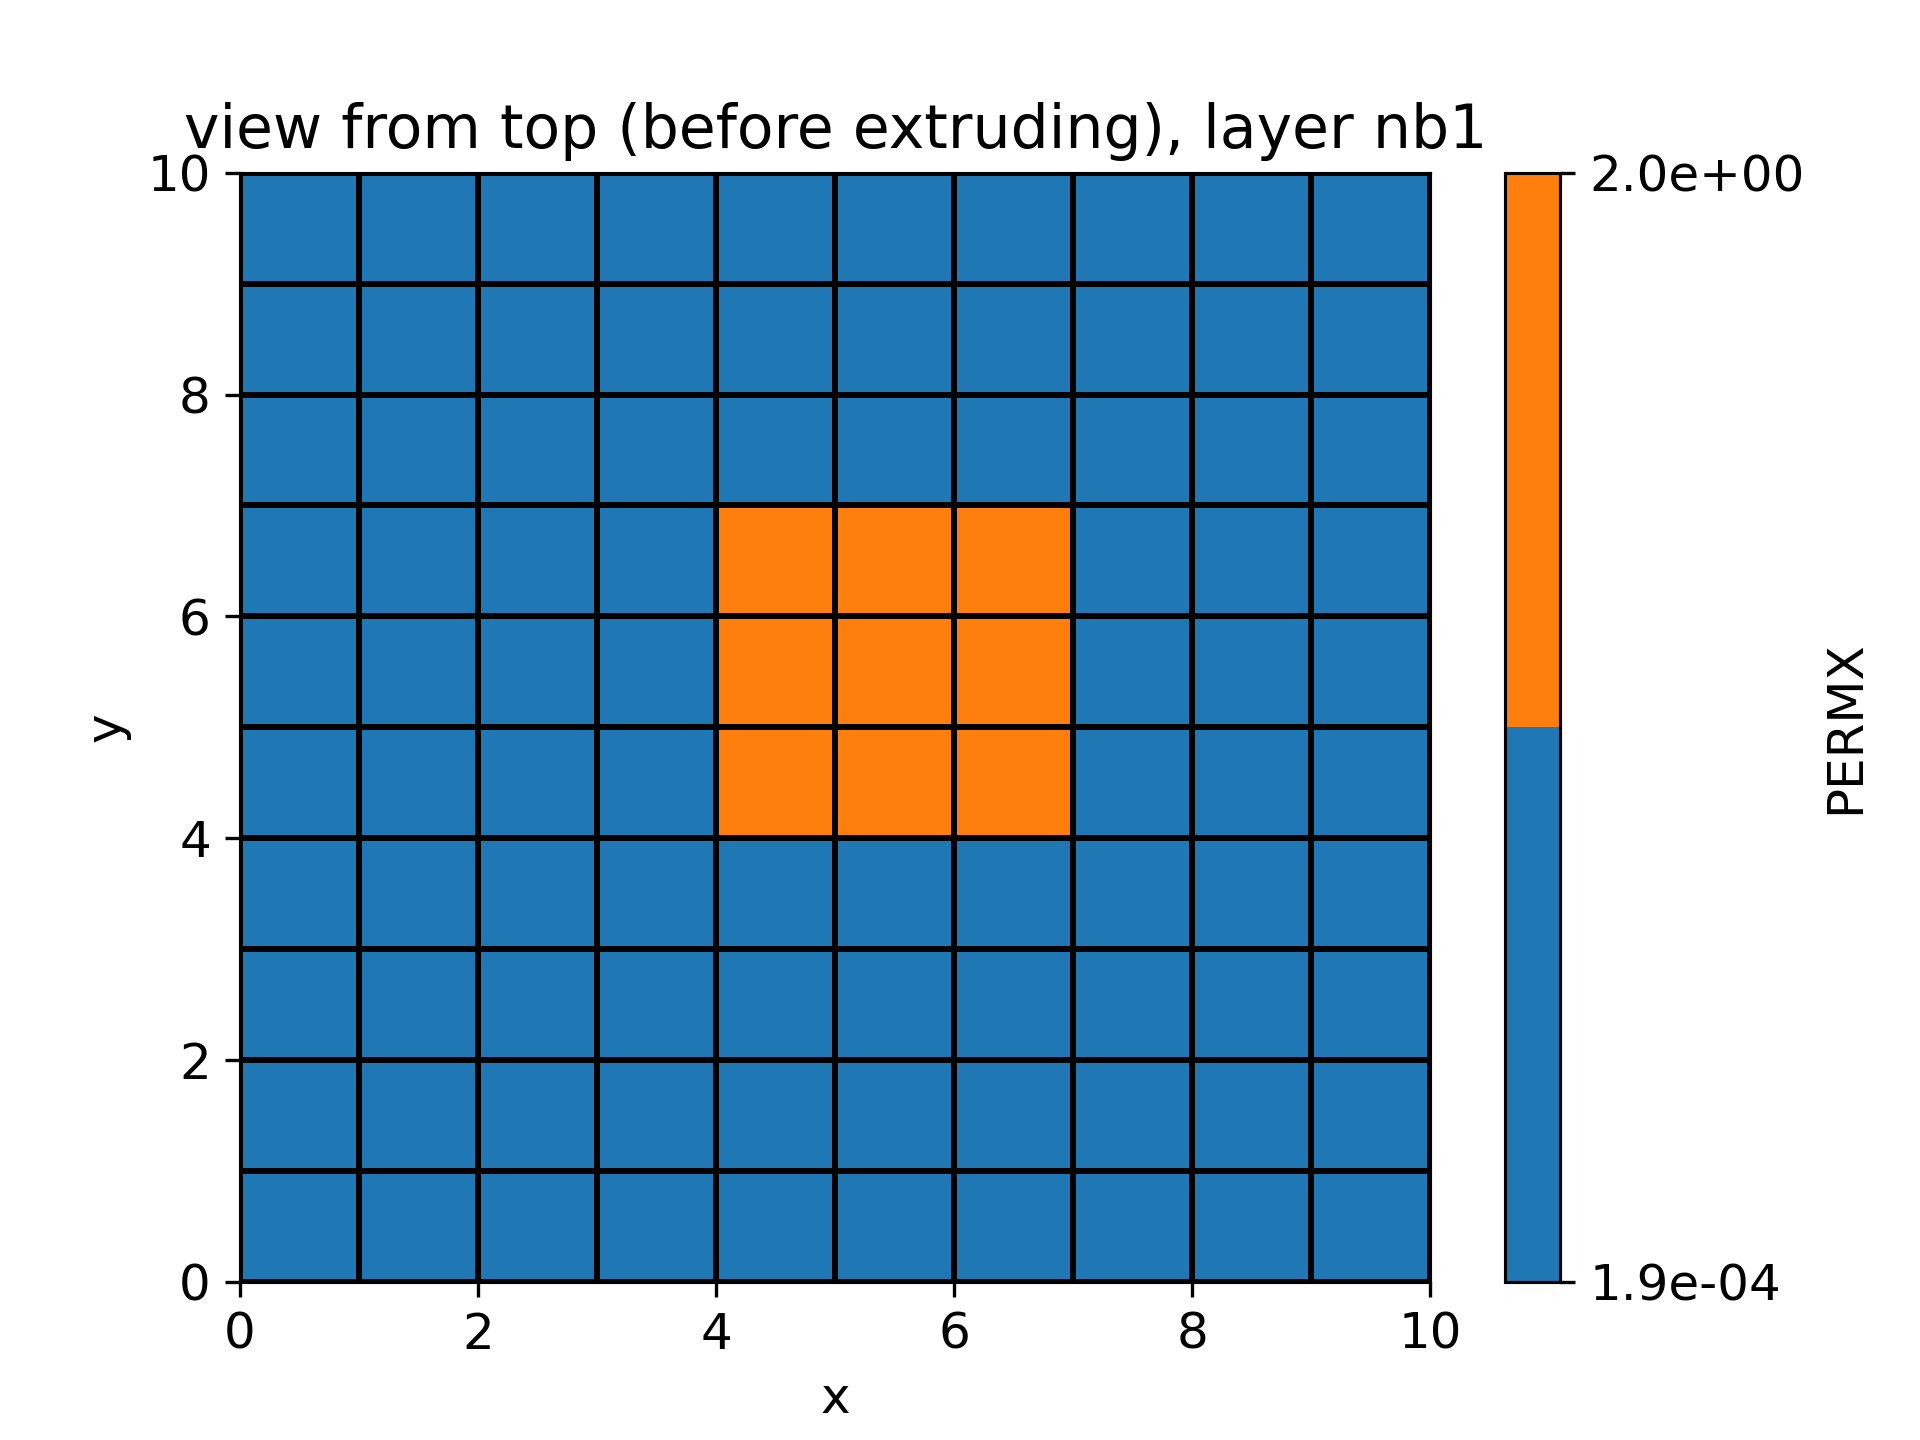 view from top (before extruding), layer nb1
10
8
6
4
2
0
y
0 2 4 6 8 10
x
2.0e+00
1.9e-04
PERMX